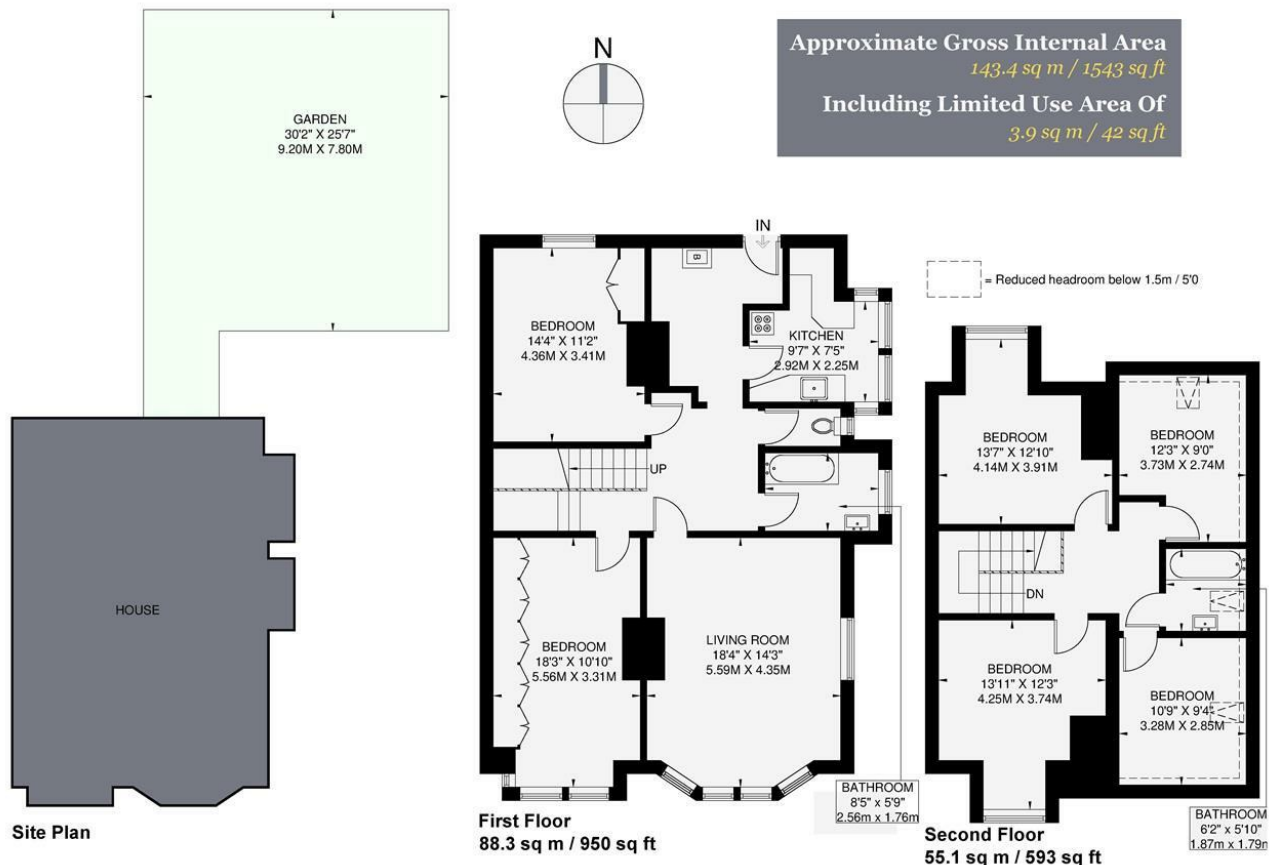 Approximate Gross Internal Area
143.4 sq m / 1543 sq ft
Including Limited Use Area Of
3.9 sq m / 42 sq ft
N
GARDEN
30'2" X 25'7"
9.20M X 7.80M
HOUSE
Site Plan
IN
B
BEDROOM
14'4" X 11'2"
4.36M X 3.41M
KITCHEN
9'7" X 7'5"
2.92M X 2.25M
UP
BEDROOM
18'3" X 10'10"
5.56M X 3.31M
LIVING ROOM
18'4" X 14'3"
5.59M X 4.35M
BATHROOM
8'5" x 5'9"
2.56m x 1.76m
First Floor
88.3 sq m / 950 sq ft
= Reduced headroom below 1.5m / 5'0
BEDROOM
13'7" X 12'10"
4.14M X 3.91M
BEDROOM
12'3" X 9'0"
3.73M X 2.74M
DN
BEDROOM
13'11" X 12'3"
4.25M X 3.74M
BEDROOM
10'9" X 9'4"
3.28M X 2.85M
BATHROOM
6'2" x 5'10"
1.87m x 1.79m
Second Floor
55.1 sq m / 593 sq ft